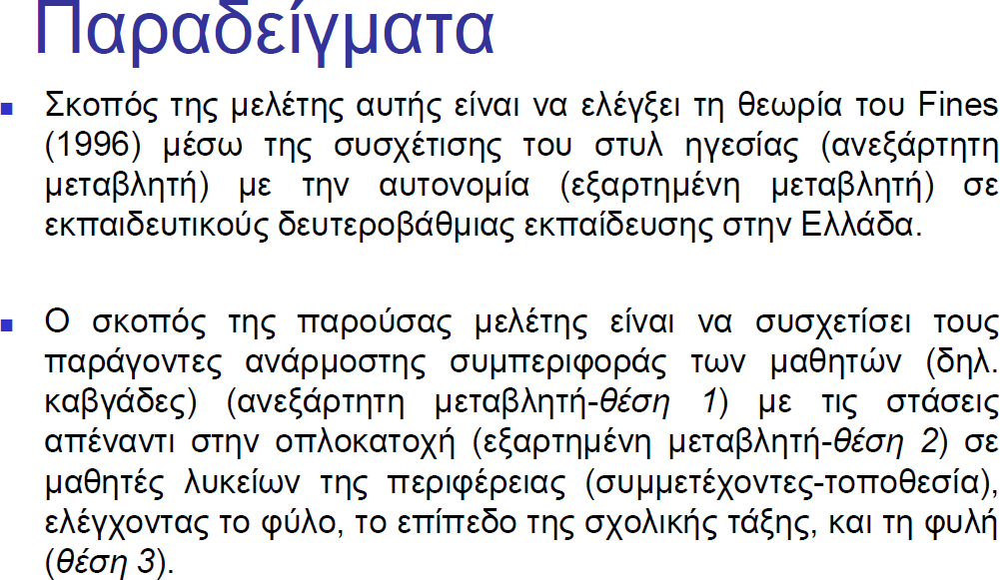 Παραδείγματα
Σκοπός της μελέτης αυτής είναι να ελέγξει τη θεωρία του Fines
(1996) μέσω της συσχέτισης του στυλ ηγεσίας (ανεξάρτητη
μεταβλητή) με την αυτονομία (εξαρτημένη μεταβλητή) σε
εκπαιδευτικούς δευτεροβάθμιας εκπαίδευσης στην Ελλάδα.
Ο σκοπός της παρούσας μελέτης είναι να συσχετίσει τους
παράγοντες ανάρμοστης συμπεριφοράς των μαθητών (δηλ.
καβγάδες) (ανεξάρτητη μεταβλητή-θέση 1) με τις στάσεις
απέναντι στην οπλοκατοχή (εξαρτημένη μεταβλητή-θέση 2) σε
μαθητές λυκείων της περιφέρειας (συμμετέχοντες-τοποθεσία),
ελέγχοντας το φύλο, το επίπεδο της σχολικής τάξης, και τη φυλή
(θέση 3).